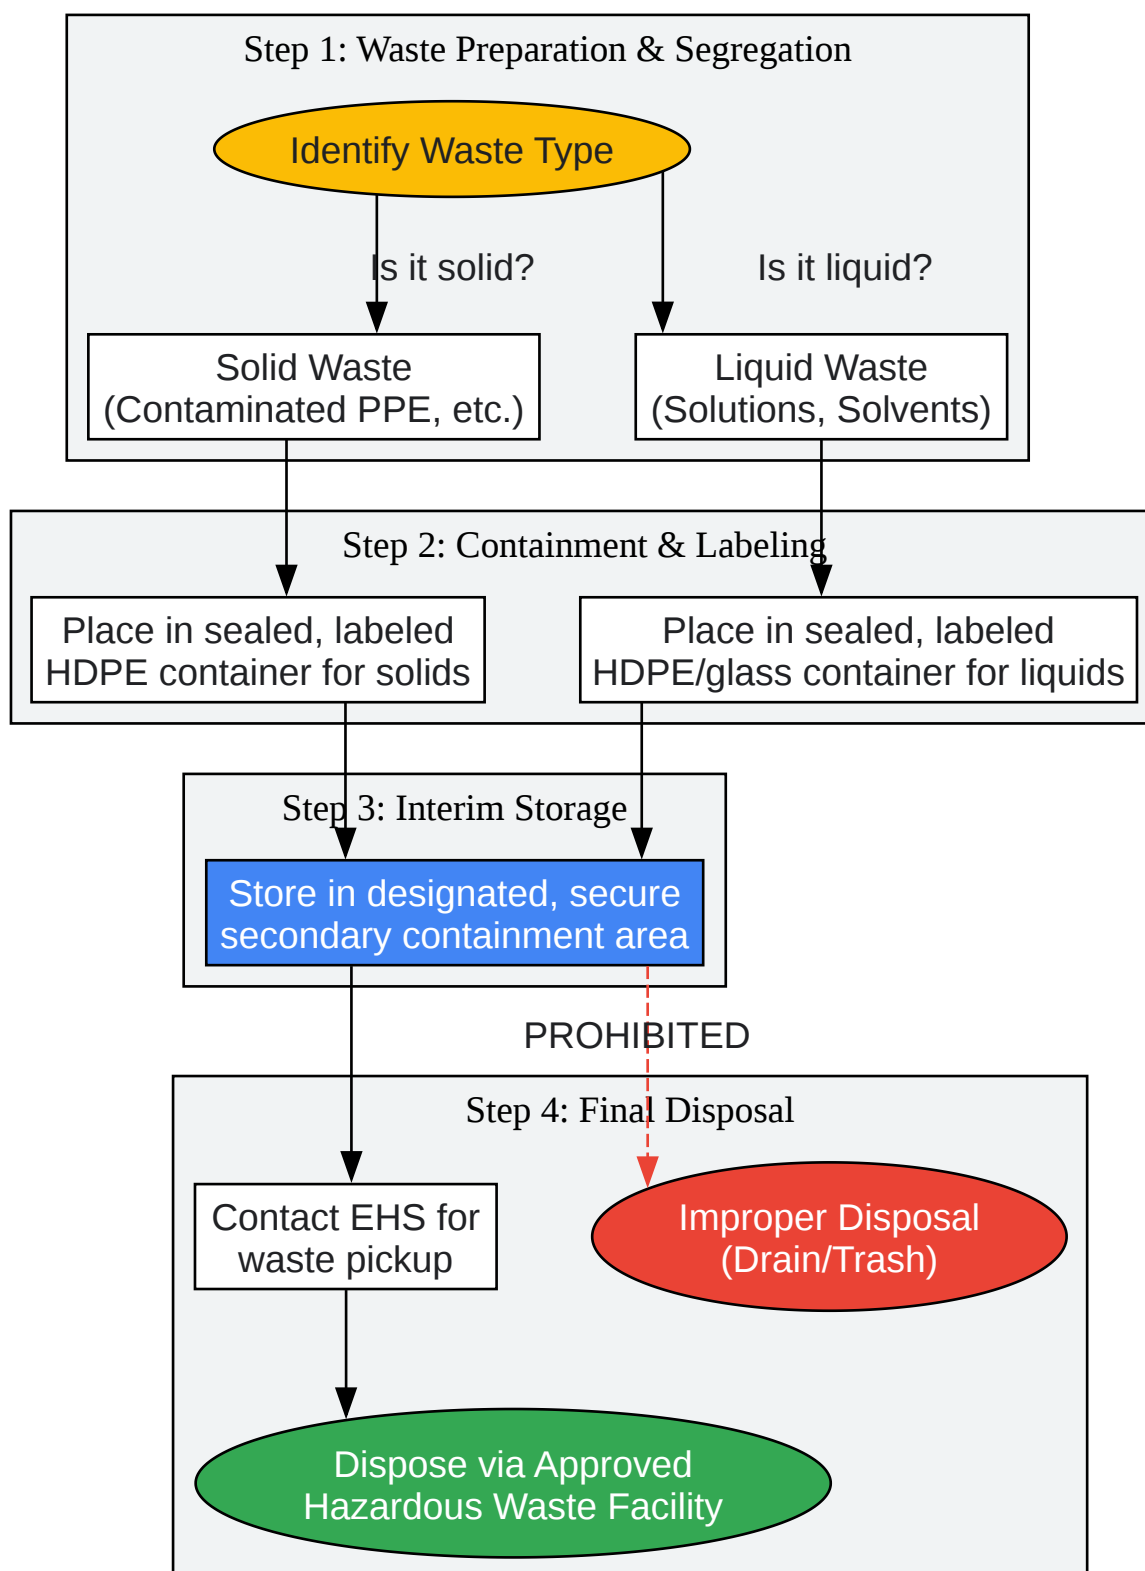 Step 1: Waste Preparation & Segregation
Identify Waste Type
Is it solid?
Is it liquid?
Solid Waste
(Contaminated PPE, etc.)
Liquid Waste
(Solutions, Solvents)
Step 2: Containment & Labeling
Place in sealed, labeled
HDPE container for solids
Place in sealed, labeled
HDPE/glass container for liquids
Step 3: Interim Storage
Store in designated, secure
secondary containment area
PROHIBITED
Step 4: Final Disposal
Contact EHS for
waste pickup
Improper Disposal
(Drain/Trash)
Dispose via Approved
Hazardous Waste Facility